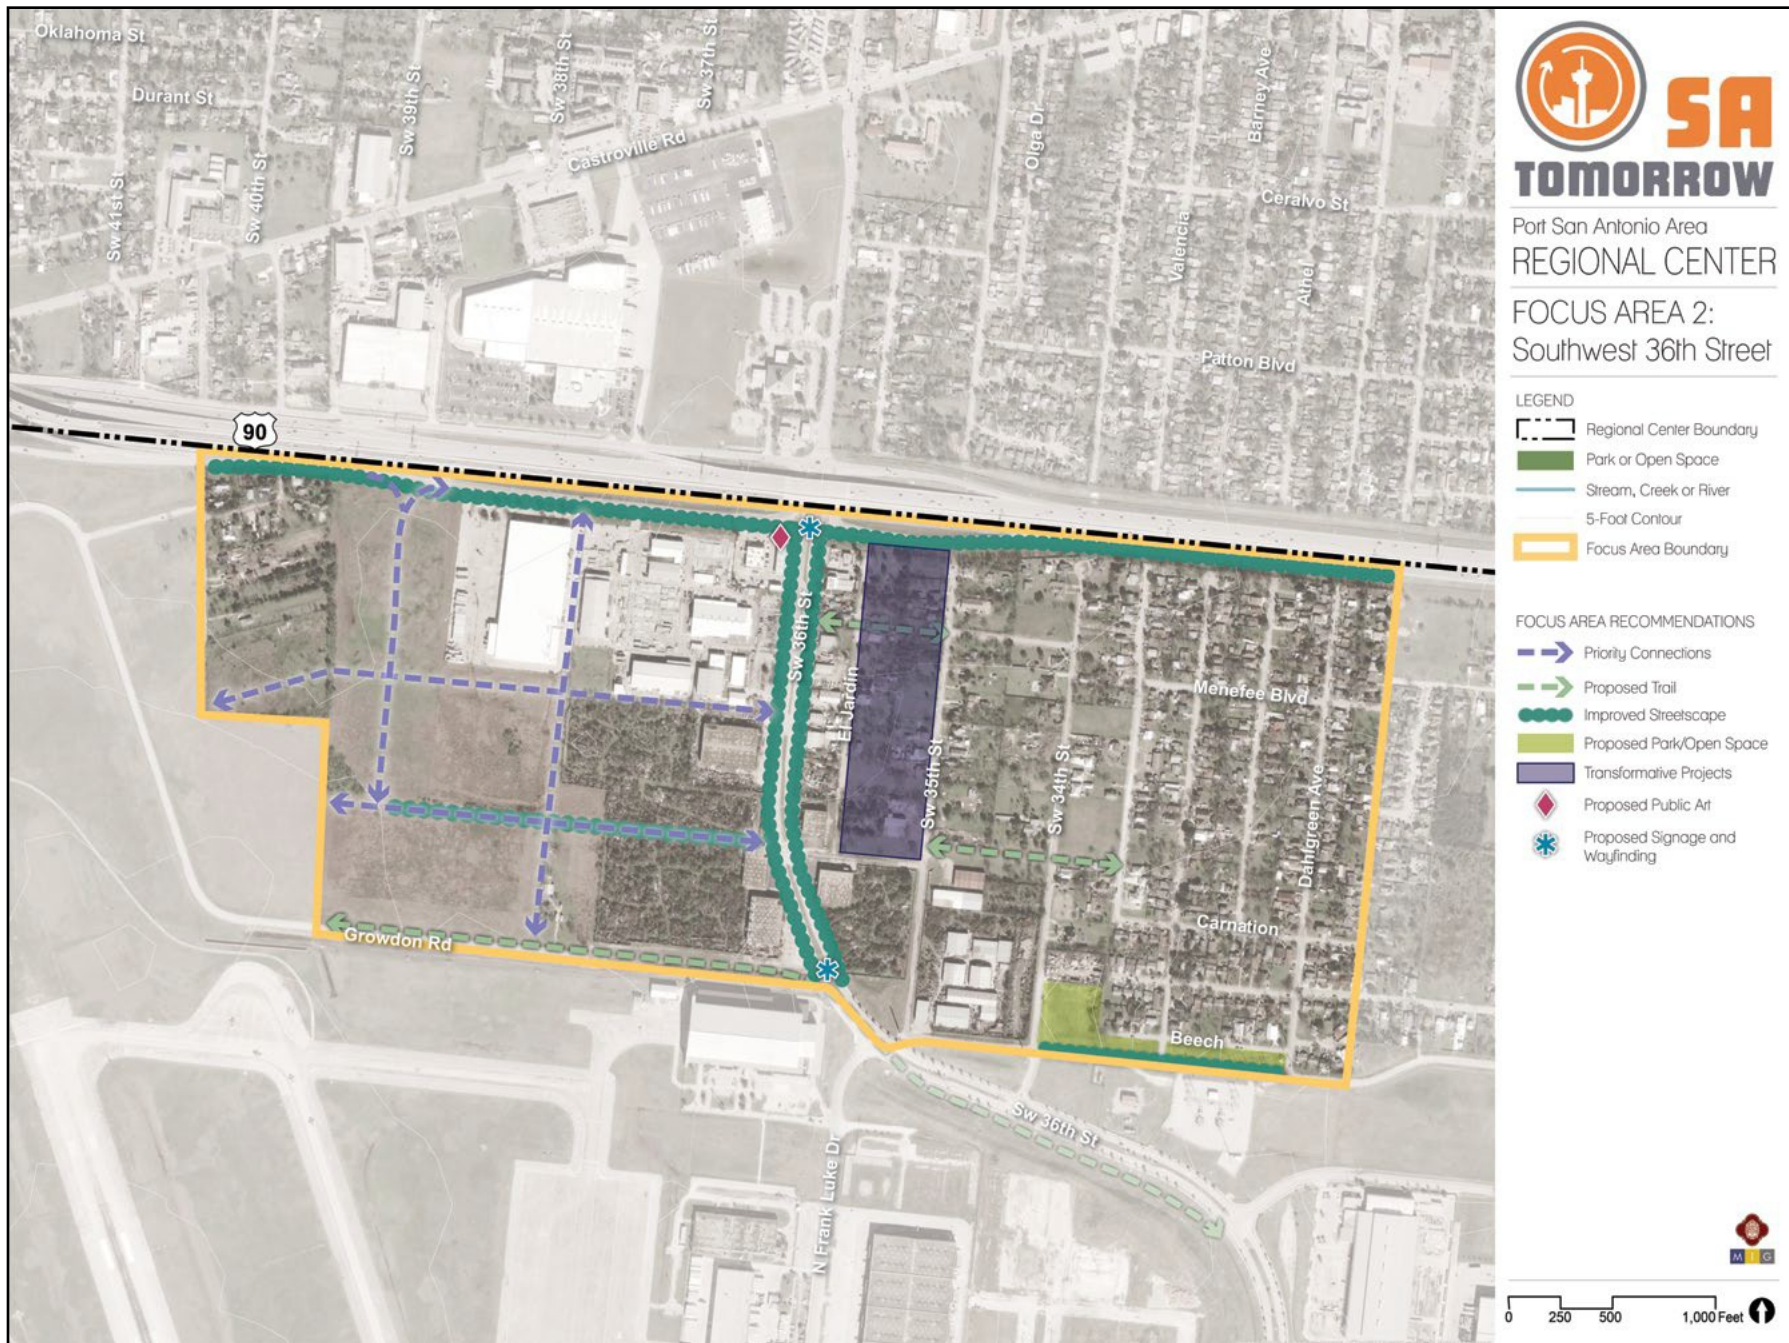 Oklahoma St
Durant St
Sw 41st St
Sw 40th St
Sw 39th St
Sw 38th St
Sw 37th St
Castroville Rd
Olga Dr
Barney Ave
Ceralvo St
Valencia
Athel
Patton Blvd
90
Sw 36th St
El Jardin
Sw 35th St
Sw 34th St
Menefee Blvd
Dahlgreen Ave
Carnation
Growdon Rd
Beech
Sw 36th St
N Frank Luke Dr
SA
TOMORROW
Port San Antonio Area
REGIONAL CENTER
FOCUS AREA 2:
Southwest 36th Street
LEGEND
Regional Center Boundary
Park or Open Space
Stream, Creek or River
5-Foot Contour
Focus Area Boundary
FOCUS AREA RECOMMENDATIONS
Priority Connections
Proposed Trail
Improved Streetscape
Proposed Park/Open Space
Transformative Projects
Proposed Public Art
Proposed Signage and
Wayfinding
M I G
0 250 500 1,000 Feet